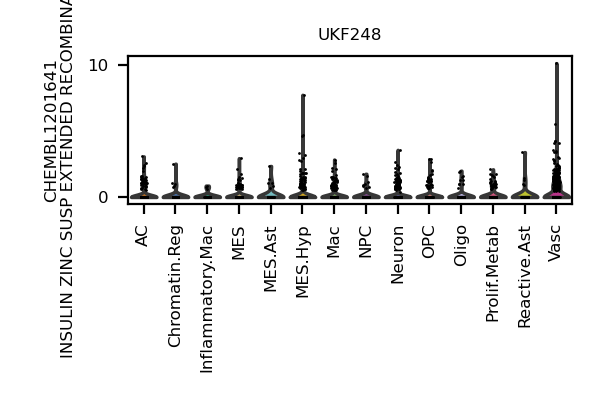 UKF248
CHEMBL1201641
INSULIN ZINC SUSP EXTENDED
10
0
AC
Chromatin.Reg
Inflammatory.Mac
MES
MES.Ast
MES.Hyp
Mac
NPC
Neuron
OPC
Oligo
Prolif.Metab
Reactive.Ast
Vasc